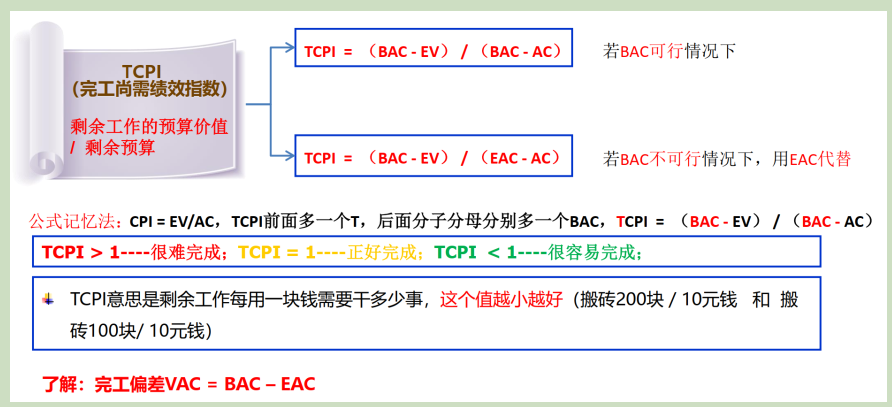 TCPI
（完工尚需绩效指数）
剩余工作的预算价值
/ 剩余预算
TCPI = （BAC - EV）/（BAC - AC）
若BAC可行情况下
TCPI = （BAC - EV）/（EAC - AC）
若BAC不可行情况下，用EAC代替
公式记忆法：CPI = EV/AC，TCPI前面多一个T，后面分子分母分别多一个BAC，TCPI = （BAC - EV）/（BAC - AC）
TCPI > 1----很难完成；TCPI = 1----正好完成；TCPI < 1----很容易完成；
TCPI意思是剩余工作每用一块钱需要干多少事，这个值越小越好（搬砖200块 / 10元钱 和 搬
砖100块/ 10元钱）
了解：完工偏差VAC = BAC – EAC